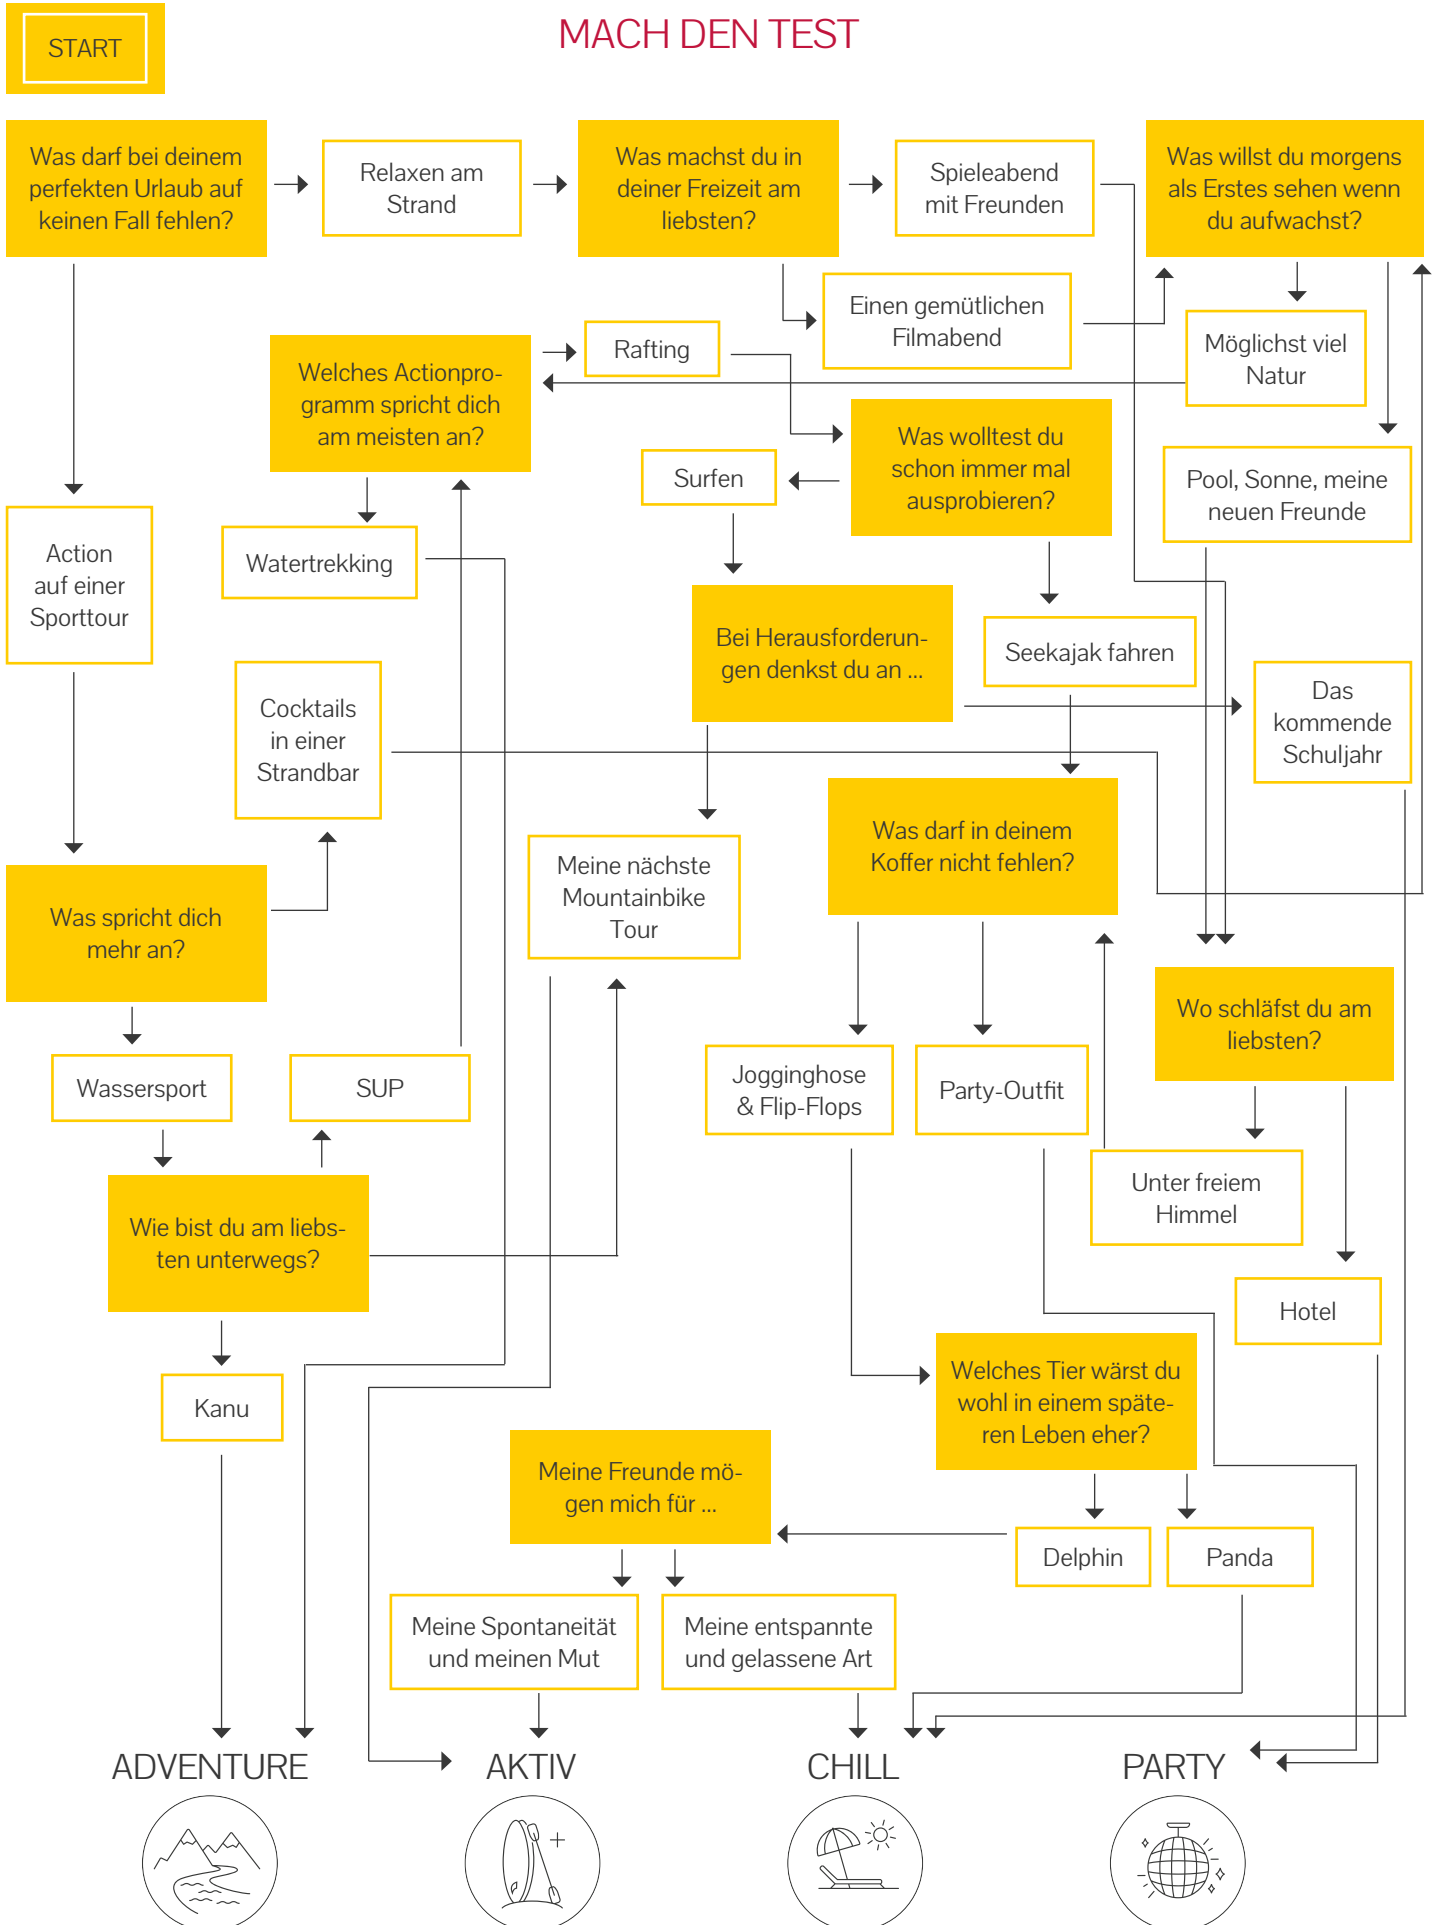 START
MACH DEN TEST
Was darf bei deinem
perfekten Urlaub auf
keinen Fall fehlen?
Relaxen am
Strand
Was machst du in
deiner Freizeit am
liebsten?
Spieleabend
mit Freunden
Was willst du morgens
als Erstes sehen wenn
du aufwachst?
Einen gemütlichen
Filmabend
Möglichst viel
Natur
Rafting
Welches Actionpro-
gramm spricht dich
am meisten an?
Was wolltest du
schon immer mal
ausprobieren?
Surfen
Pool, Sonne, meine
neuen Freunde
Action
auf einer
Sporttour
Watertrekking
Bei Herausforderun-
gen denkst du an ...
Seekajak fahren
Das
kommende
Schuljahr
Cocktails
in einer
Strandbar
Was darf in deinem
Koffer nicht fehlen?
Meine nächste
Mountainbike
Tour
Was spricht dich
mehr an?
Wo schläfst du am
liebsten?
Wassersport
SUP
Jogginghose
& Flip-Flops
Party-Outfit
Unter freiem
Himmel
Wie bist du am liebs-
ten unterwegs?
Hotel
Kanu
Welches Tier wärst du
wohl in einem späte-
ren Leben eher?
Meine Freunde mö-
gen mich für ...
Delphin
Panda
Meine Spontaneität
und meinen Mut
Meine entspannte
und gelassene Art
ADVENTURE
AKTIV
CHILL
PARTY